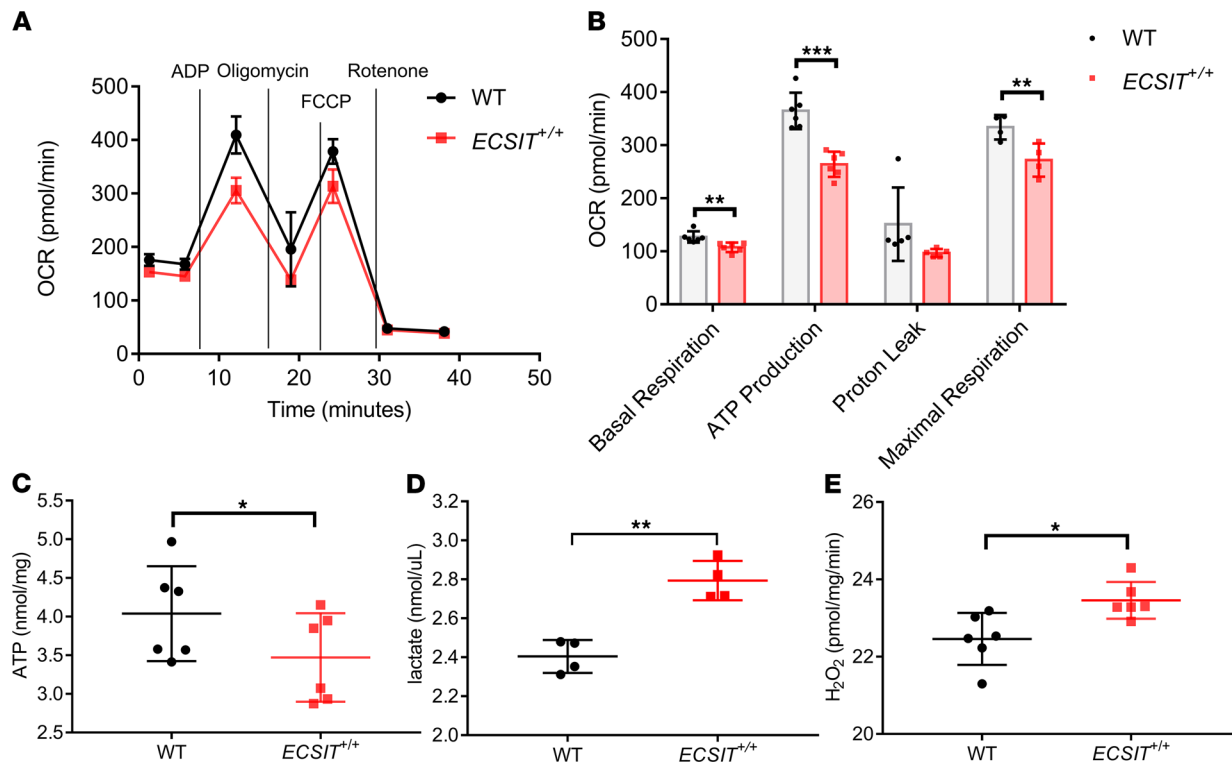 A
ADP Oligomycin Rotenone
FCCP
WT
ECSIT+/+
500
400
300
200
100
0
OCR (pmol/min)
0 10 20 30 40 50
Time (minutes)
B
WT
ECSIT+/+
500
400
300
200
100
0
OCR (pmol/min)
** *** **
Basal Respiration
ATP Production
Proton Leak
Maximal Respiration
C
5.5
5.0
4.5
4.0
3.5
3.0
2.5
ATP (nmol/mg)
*
WT ECSIT+/+
D
3.2
3.0
2.8
2.6
2.4
2.2
2.0
lactate (nmol/uL)
**
WT ECSIT+/+
E
26
24
22
20
H₂O₂ (pmol/mg/min)
*
WT ECSIT+/+